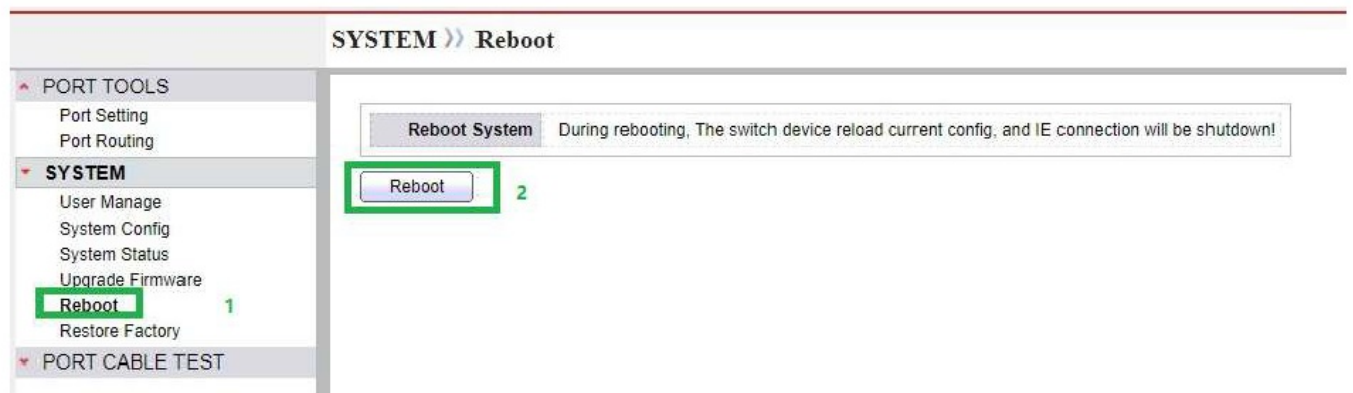 SYSTEM 》 Reboot
PORT TOOLS
Port Setting
Port Routing
SYSTEM
User Manage
System Config
System Status
Upgrade Firmware
Reboot 1
Restore Factory
PORT CABLE TEST
Reboot System During rebooting, The switch device reload current config, and IE connection will be shutdown!
Reboot 2